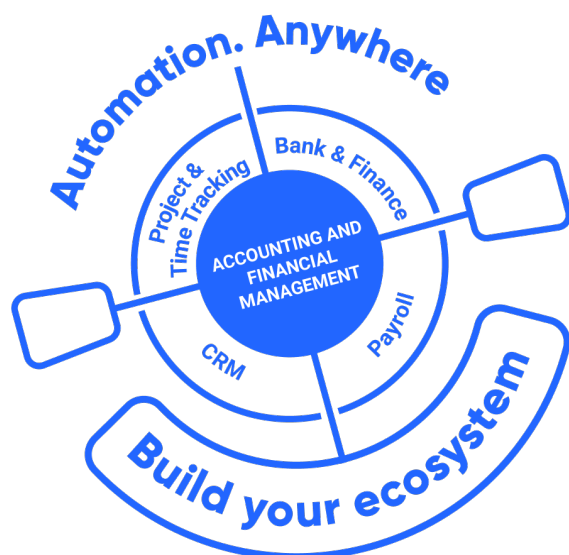 Automation. Anywhere
Project &
Time Tracking
Bank & Finance
ACCOUNTING AND
FINANCIAL
MANAGEMENT
CRM
Payroll
Build your ecosystem